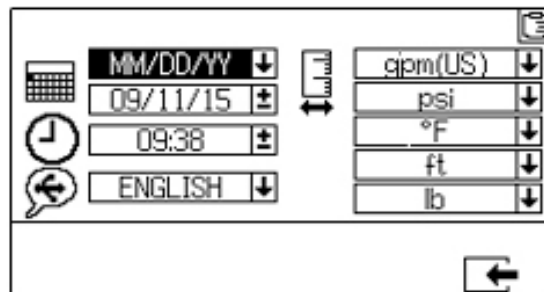 MM/DD/YY
09/11/15
09:38
ENGLISH
gpm(US)
psi
°F
ft
lb